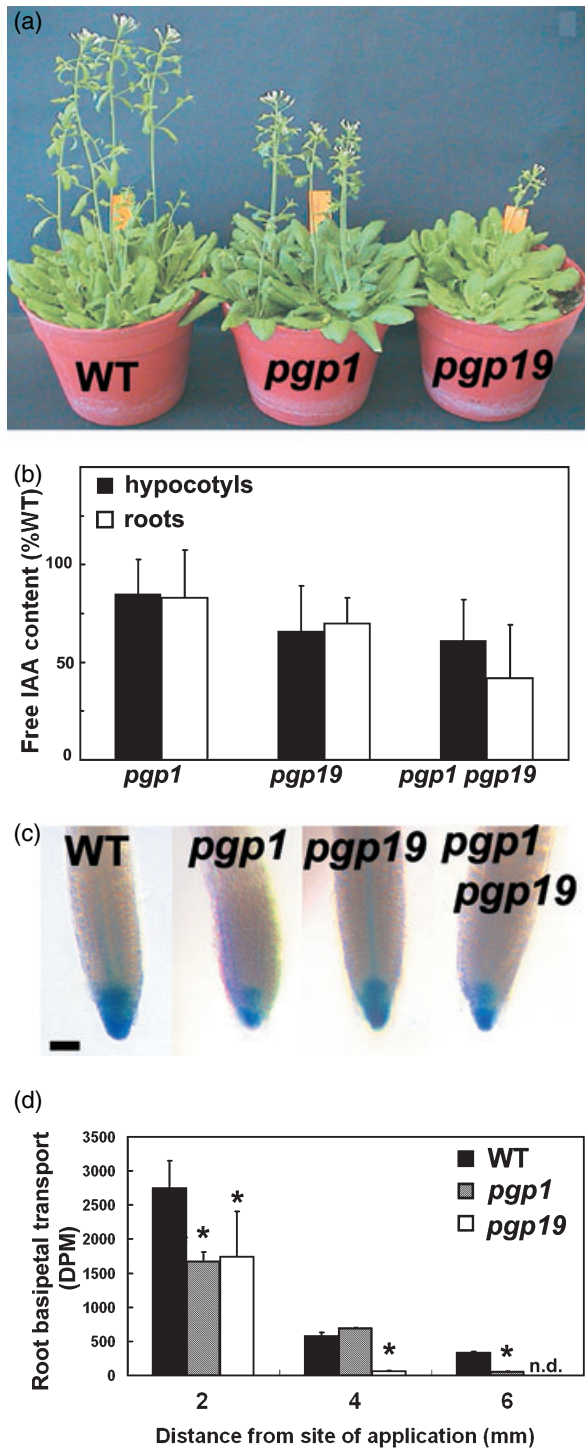 (a)
WT
pgp1
pgp19
(b)
Free IAA content (%WT)
100
50
0
hypocotyls
roots
pgp1
pgp19
pgp1 pgp19
(c)
WT
pgp1
pgp19
pgp1
pgp19
(d)
Root basipetal transport
(DPM)
3500
3000
2500
2000
1500
1000
500
0
WT
pgp1
pgp19
*
*
*
*
n.d.
2
4
6
Distance from site of application (mm)